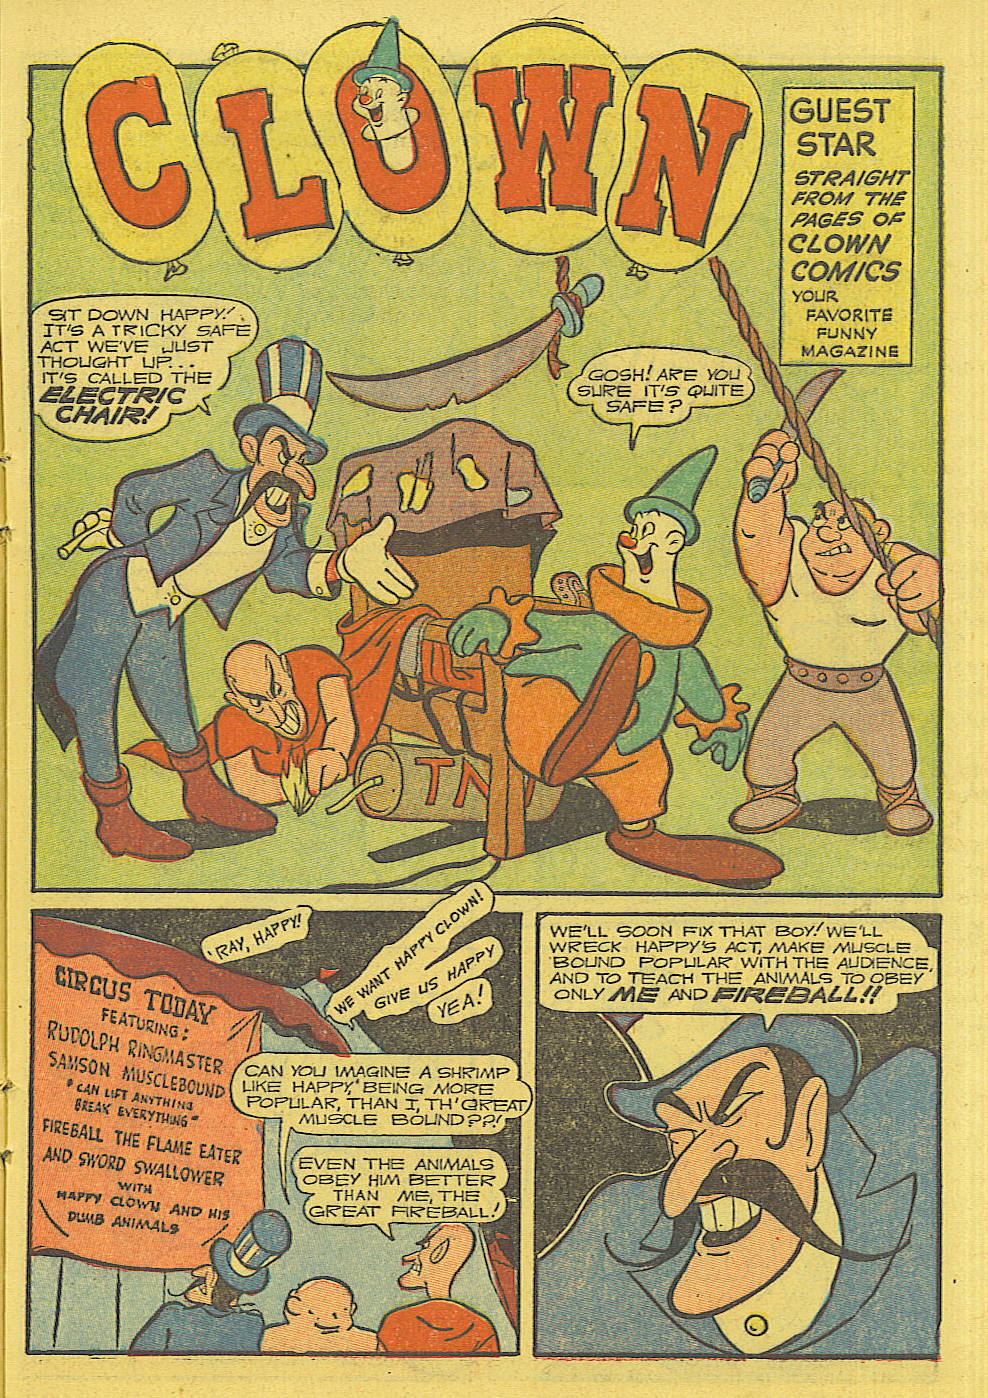 CLOWN
GUEST
STAR
STRAIGHT
FROM THE
PAGES OF
CLOWN
COMICS
YOUR
FAVORITE
FUNNY
MAGAZINE
SIT DOWN HAPPY!
IT'S A TRICKY SAFE
ACT WE'VE JUST
THOUGHT UP...
IT'S CALLED THE
ELECTRIC
CHAIR!
GOSH! ARE YOU
SURE IT'S QUITE
SAFE?
TNT
'RAY, HAPPY!
WE WANT HAPPY CLOWN!
GIVE US HAPPY
YEA!
CIRCUS TODAY
FEATURING:
RUDOLPH RINGMASTER
SAMSON MUSCLEBOUND
"CAN LIFT ANYTHING
BREAK EVERYTHING"
FIREBALL THE FLAME EATER
AND SWORD SWALLOWER
WITH
HAPPY CLOWN AND HIS
DUMB ANIMALS
CAN YOU IMAGINE A SHRIMP
LIKE HAPPY, BEING MORE
POPULAR, THAN I, TH' GREAT
MUSCLE BOUND??!
EVEN THE ANIMALS
OBEY HIM BETTER
THAN ME, THE
GREAT FIREBALL!
WE'LL SOON FIX THAT BOY! WE'LL
WRECK HAPPY'S ACT, MAKE MUSCLE
BOUND POPULAR WITH THE AUDIENCE,
AND TO TEACH THE ANIMALS TO OBEY
ONLY ME AND FIREBALL!!